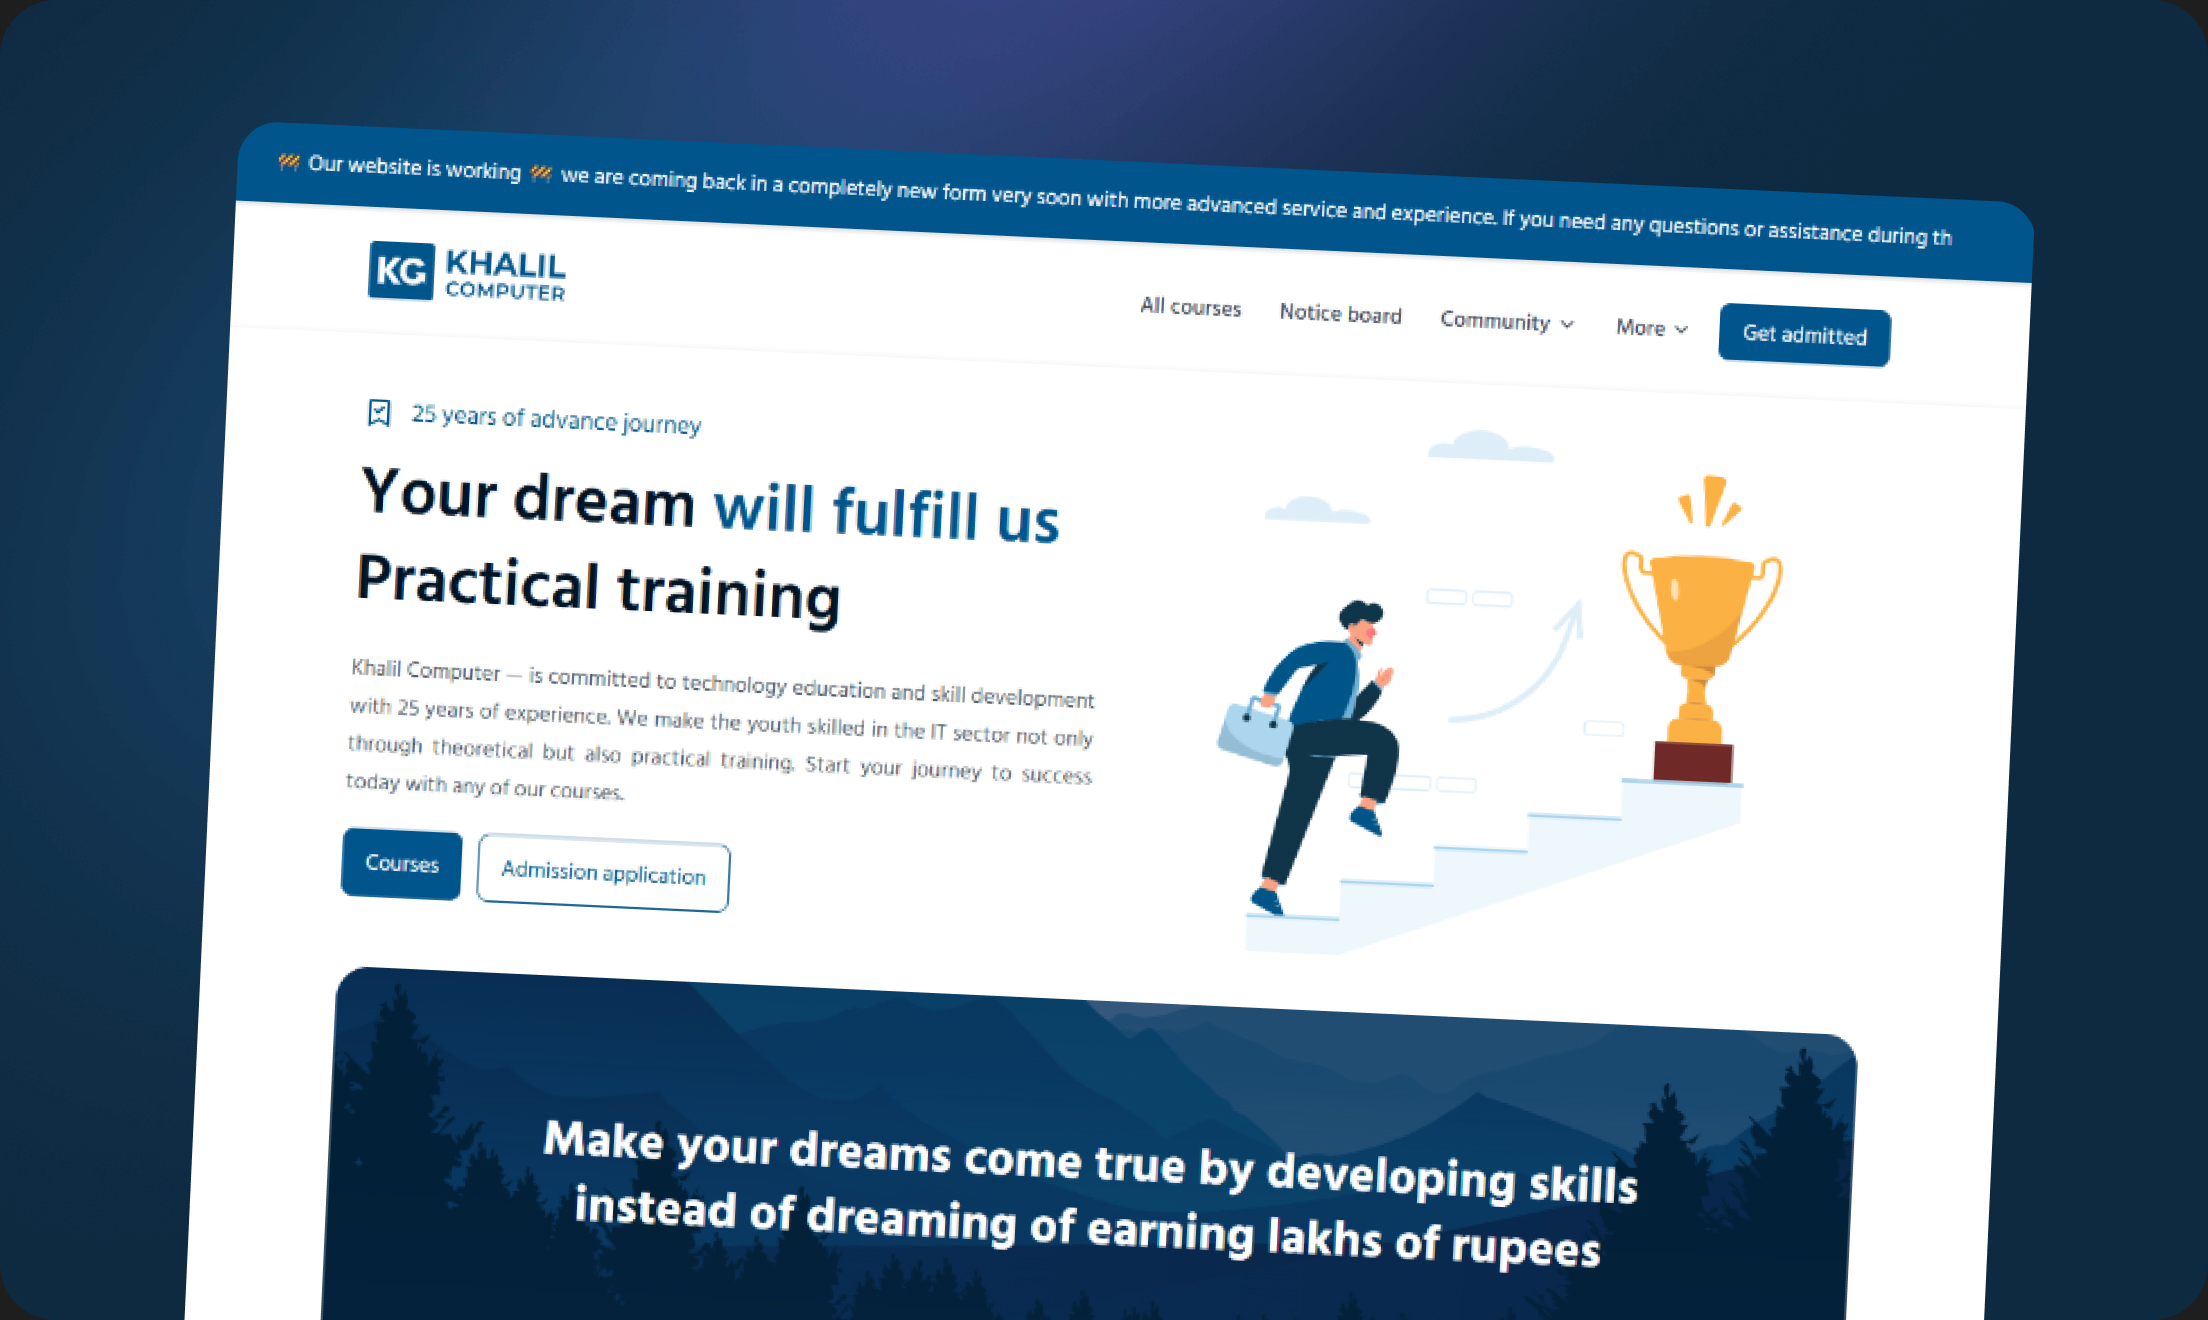 🚧 Our website is working 🚧 we are coming back in a completely new form very soon with more advanced service and experience. If you need any questions or assistance during th
KG KHALIL
COMPUTER
All courses Notice board Community More Get admitted
25 years of advance journey
Your dream will fulfill us
Practical training
Khalil Computer — is committed to technology education and skill development
with 25 years of experience. We make the youth skilled in the IT sector not only
through theoretical but also practical training. Start your journey to success
today with any of our courses.
Courses Admission application
Make your dreams come true by developing skills
instead of dreaming of earning lakhs of rupees